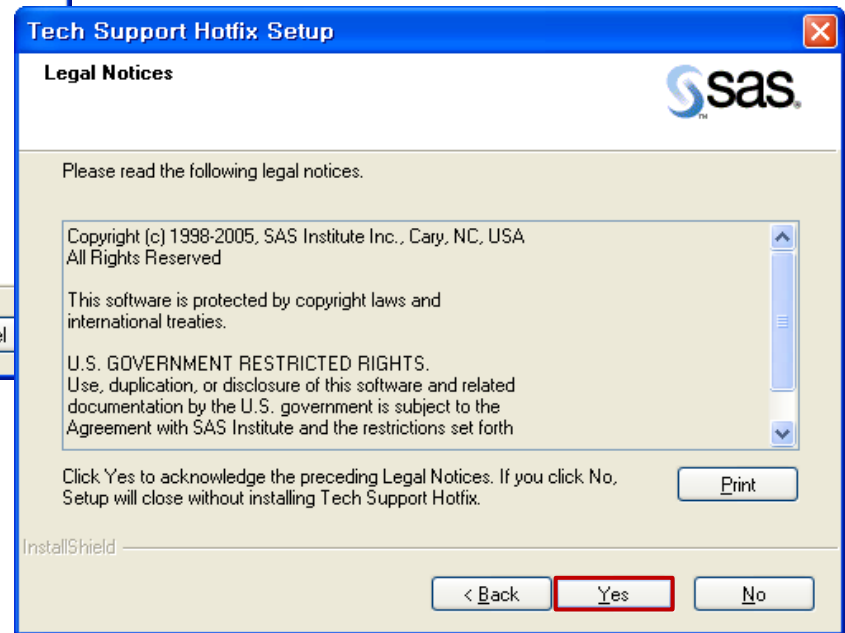 Tech Support Hotfix Setup
Legal Notices
sas.
TM
Please read the following legal notices.
Copyright (c) 1998-2005, SAS Institute Inc., Cary, NC, USA
All Rights Reserved
This software is protected by copyright laws and
international treaties.
U.S. GOVERNMENT RESTRICTED RIGHTS.
Use, duplication, or disclosure of this software and related
documentation by the U.S. government is subject to the
Agreement with SAS Institute and the restrictions set forth
Click Yes to acknowledge the preceding Legal Notices. If you click No,
Setup will close without installing Tech Support Hotfix.
Print
InstallShield
< Back Yes No